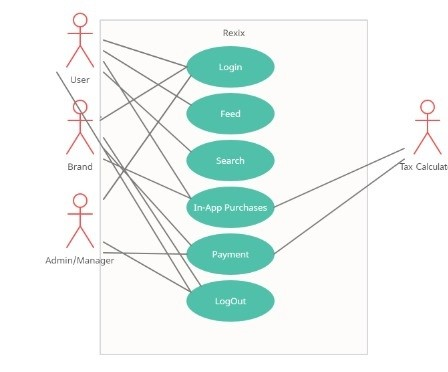 Rexix
User
Login
Feed
Search
Brand
Tax Calculat
In-App Purchases
Payment
Admin/Manager
LogOut